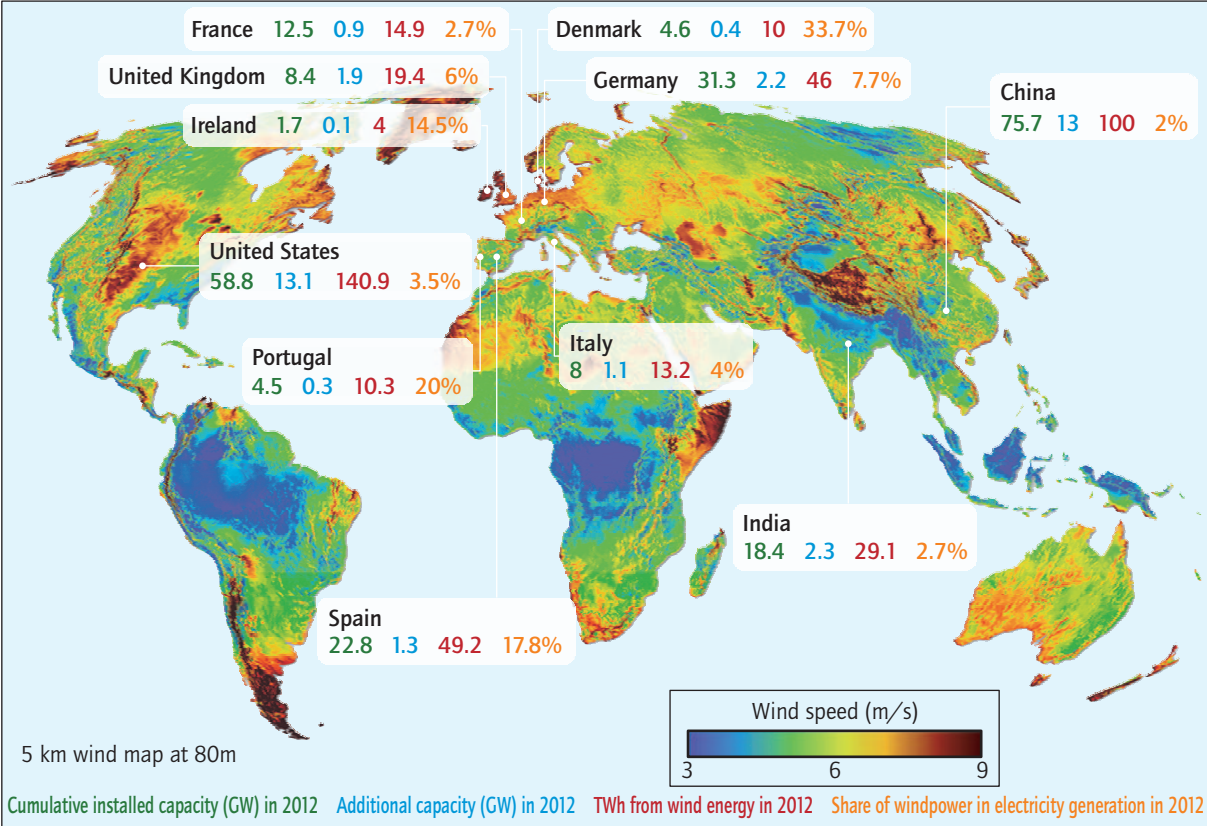 France 12.5 0.9 14.9 2.7%
Denmark 4.6 0.4 10 33.7%
United Kingdom 8.4 1.9 19.4 6%
Germany 31.3 2.2 46 7.7%
China
75.7 13 100 2%
Ireland 1.7 0.1 4 14.5%
United States
58.8 13.1 140.9 3.5%
Portugal
4.5 0.3 10.3 20%
Italy
8 1.1 13.2 4%
India
18.4 2.3 29.1 2.7%
Spain
22.8 1.3 49.2 17.8%
Wind speed (m/s)
3 6 9
5 km wind map at 80m
Cumulative installed capacity (GW) in 2012 Additional capacity (GW) in 2012 TWh from wind energy in 2012 Share of windpower in electricity generation in 2012